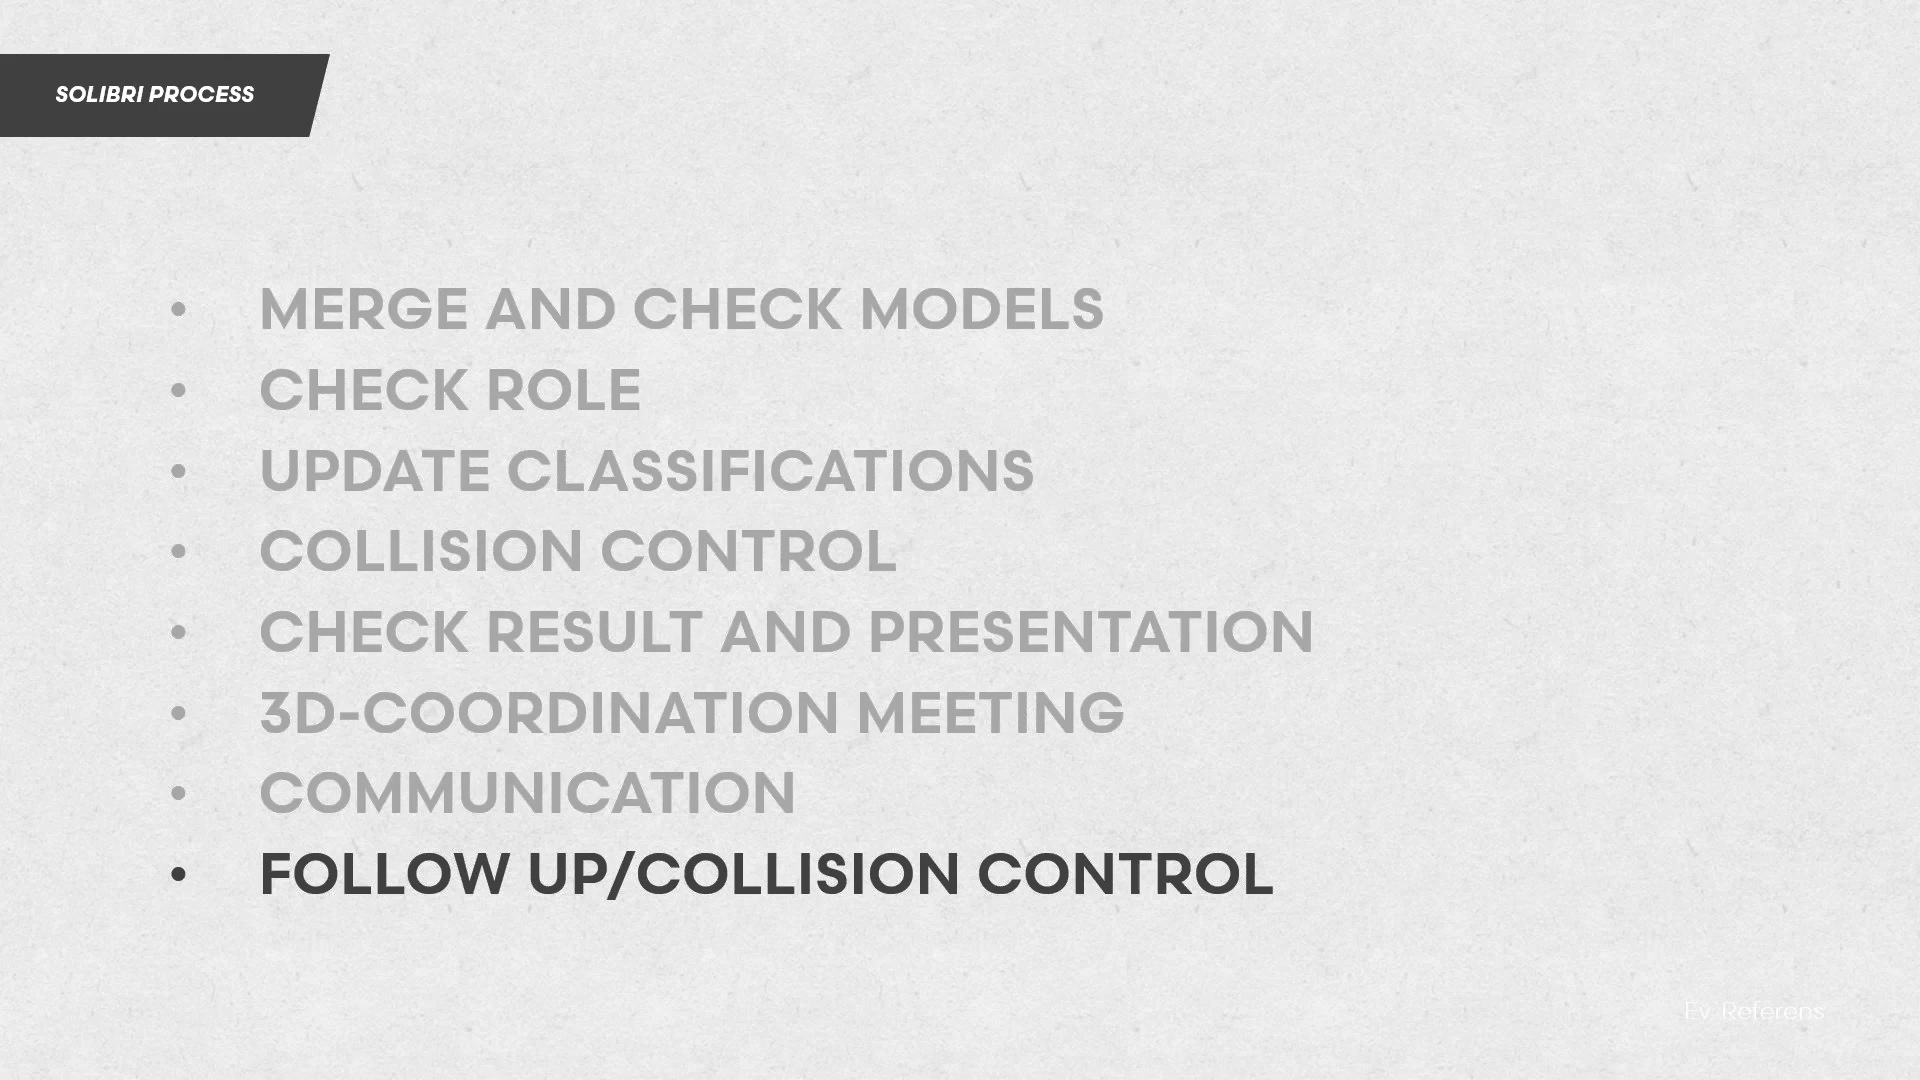 SOLIBRI PROCESS
• MERGE AND CHECK MODELS
• CHECK ROLE
• UPDATE CLASSIFICATIONS
• COLLISION CONTROL
• CHECK RESULT AND PRESENTATION
• 3D-COORDINATION MEETING
• COMMUNICATION
• FOLLOW UP/COLLISION CONTROL
Ev. Referens